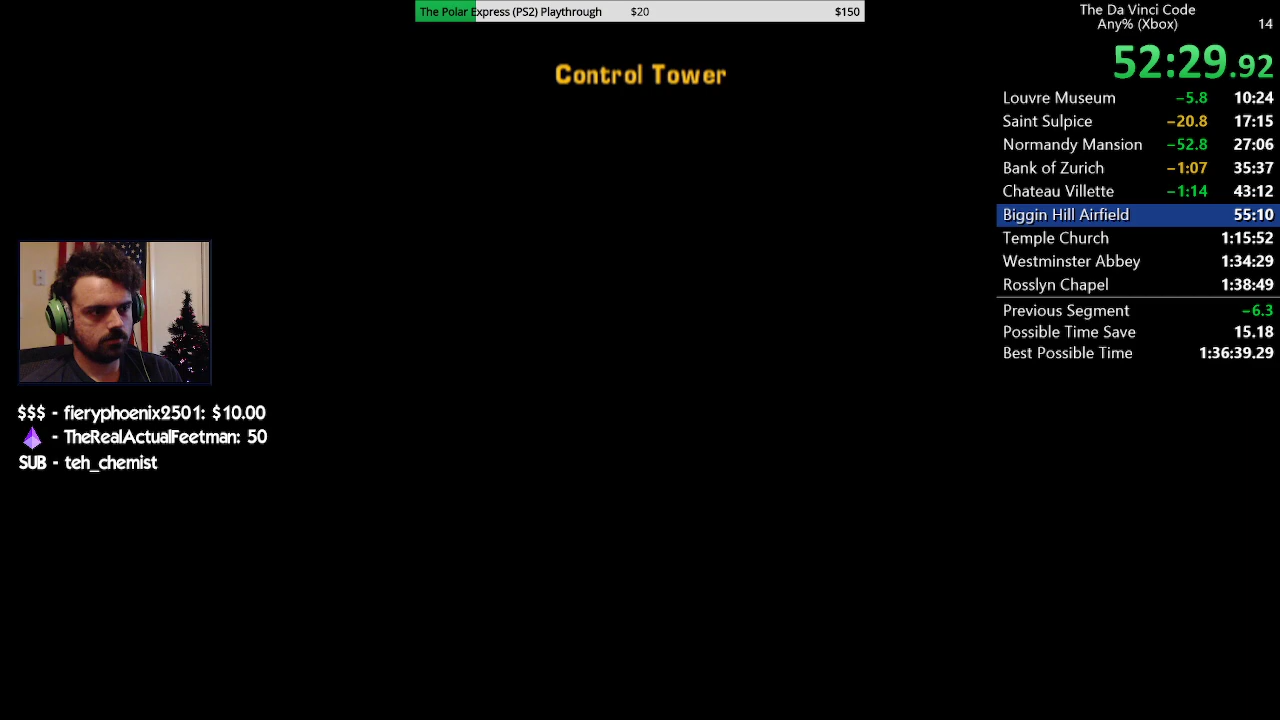 The Polar Express (PS2) Playthrough $20 $150
The Da Vinci Code
Any% (Xbox) 14
52:29.92
Control Tower
Louvre Museum −5.8 10:24
Saint Sulpice −20.8 17:15
Normandy Mansion −52.8 27:06
Bank of Zurich −1:07 35:37
Chateau Villette −1:14 43:12
Biggin Hill Airfield 55:10
Temple Church 1:15:52
Westminster Abbey 1:34:29
Rosslyn Chapel 1:38:49
Previous Segment −6.3
Possible Time Save 15.18
Best Possible Time 1:36:39.29
$$$ - fieryphoenix2501: $10.00
- TheRealActualFeetman: 50
SUB - teh_chemist